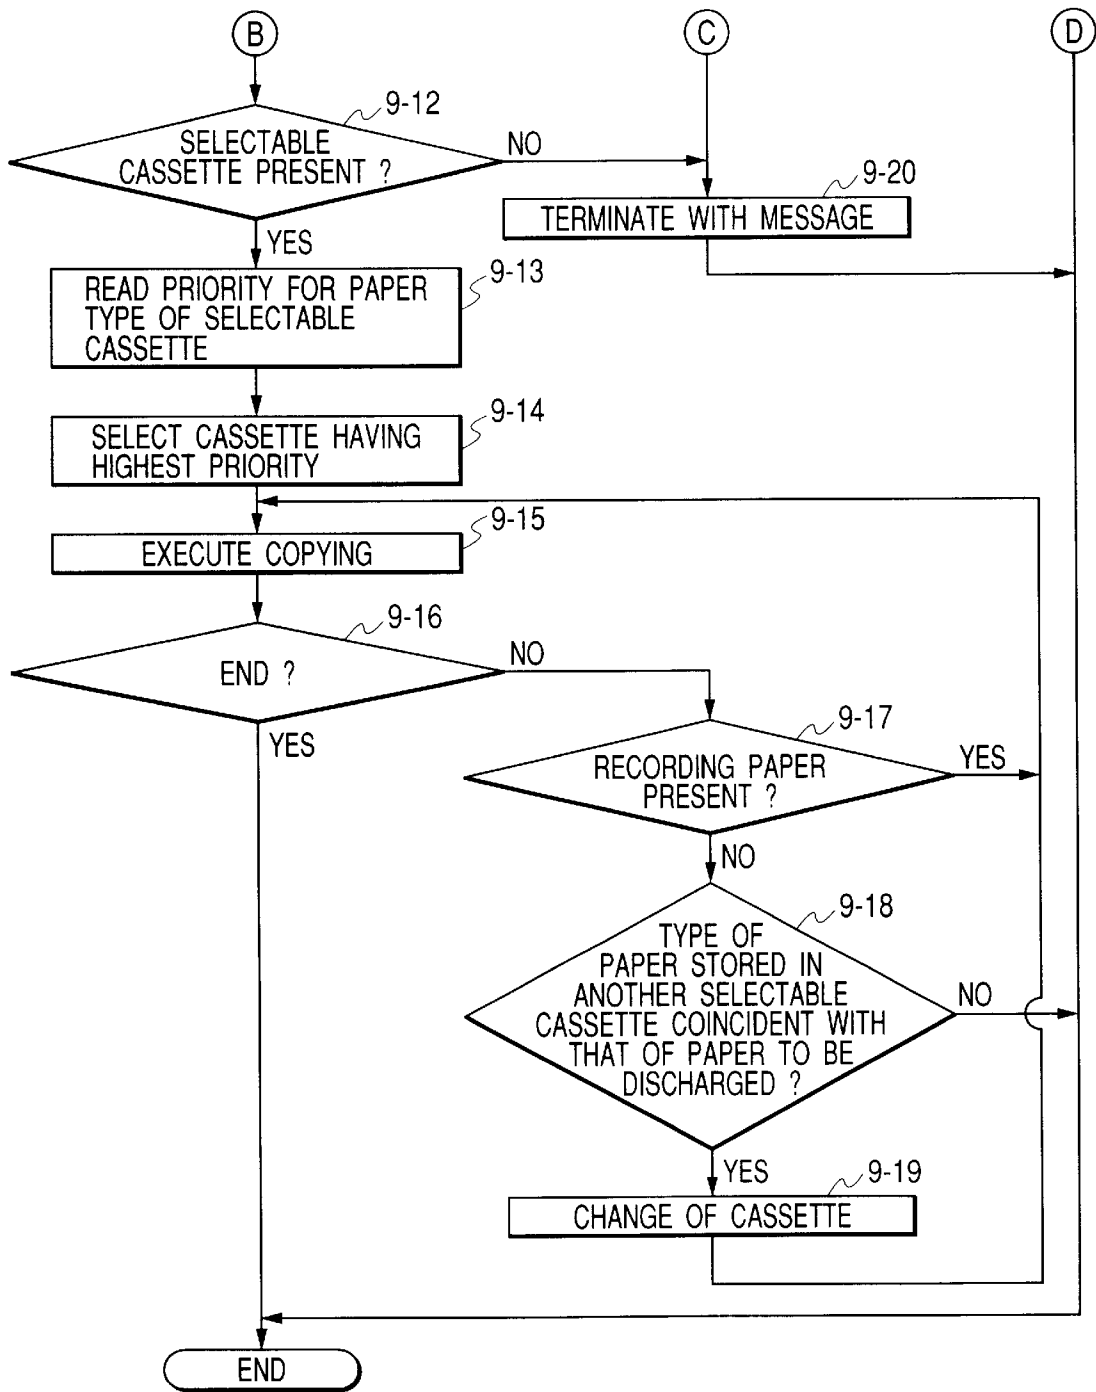 B
C
D
9-12
SELECTABLE
CASSETTE PRESENT ?
NO
YES
9-20
TERMINATE WITH MESSAGE
9-13
READ PRIORITY FOR PAPER
TYPE OF SELECTABLE
CASSETTE
9-14
SELECT CASSETTE HAVING
HIGHEST PRIORITY
9-15
EXECUTE COPYING
9-16
END ?
NO
YES
9-17
RECORDING PAPER
PRESENT ?
YES
NO
9-18
TYPE OF
PAPER STORED IN
ANOTHER SELECTABLE
CASSETTE COINCIDENT WITH
THAT OF PAPER TO BE
DISCHARGED ?
NO
YES
9-19
CHANGE OF CASSETTE
END